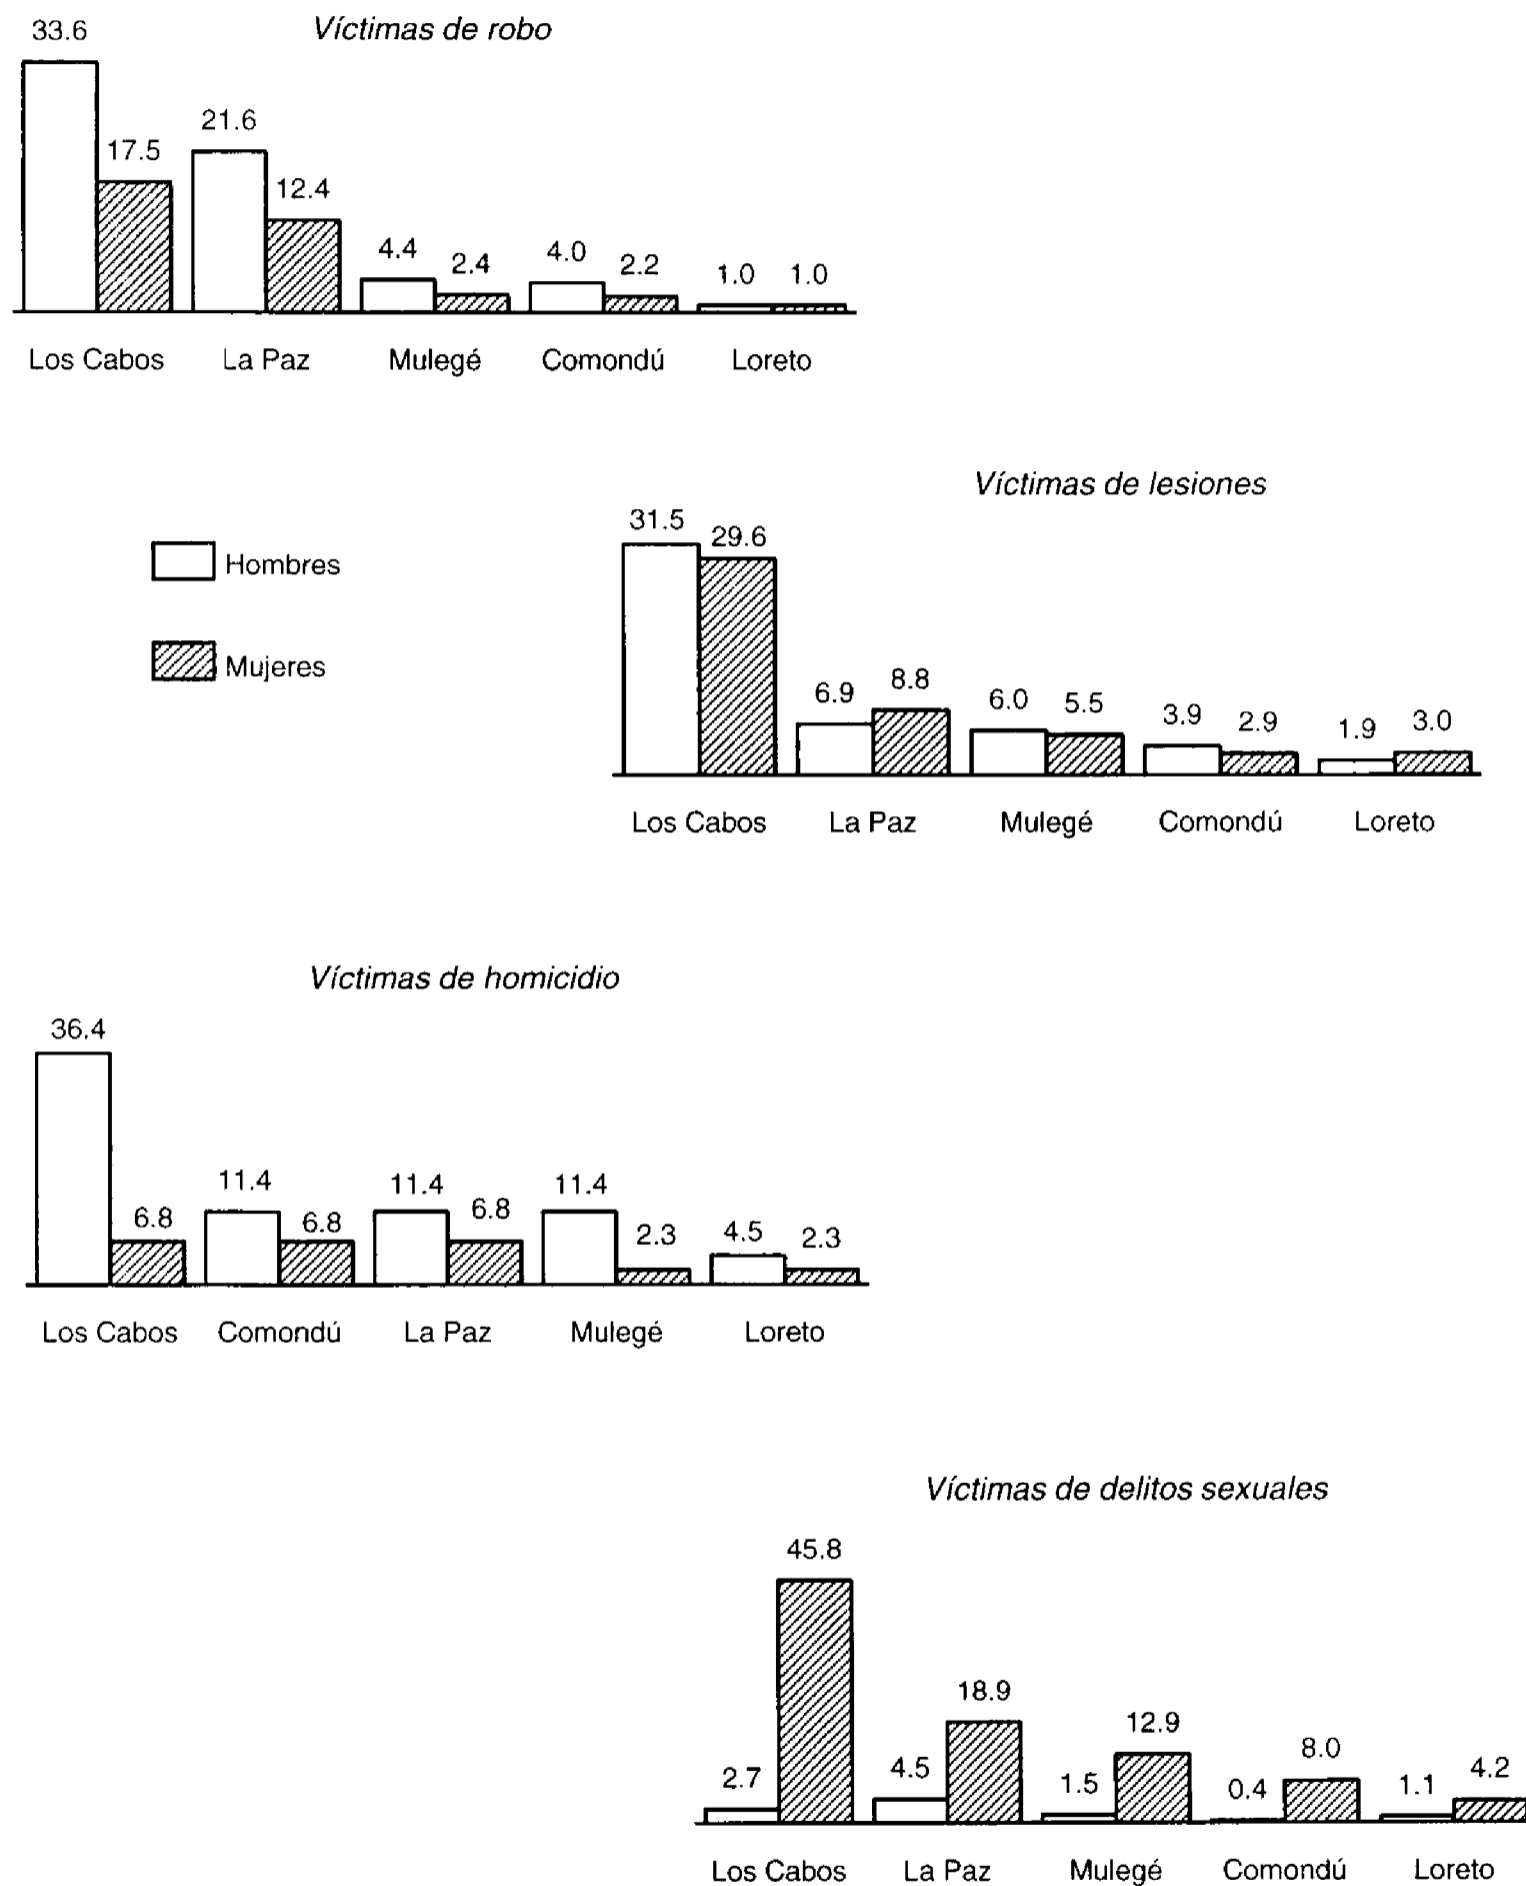 Víctimas de robo
33.6
21.6
17.5
12.4
4.4 2.4 4.0 2.2 1.0 1.0
Los Cabos La Paz Mulegé Comondú Loreto
Víctimas de lesiones
31.5 29.6
Hombres
Mujeres
6.9 8.8 6.0 5.5 3.9 2.9 1.9 3.0
Los Cabos La Paz Mulegé Comondú Loreto
Víctimas de homicidio
36.4
11.4 11.4 11.4
6.8 6.8 6.8 2.3 4.5 2.3
Los Cabos Comondú La Paz Mulegé Loreto
Víctimas de delitos sexuales
45.8
18.9
12.9
2.7 4.5 1.5 0.4 8.0 1.1 4.2
Los Cabos La Paz Mulegé Comondú Loreto